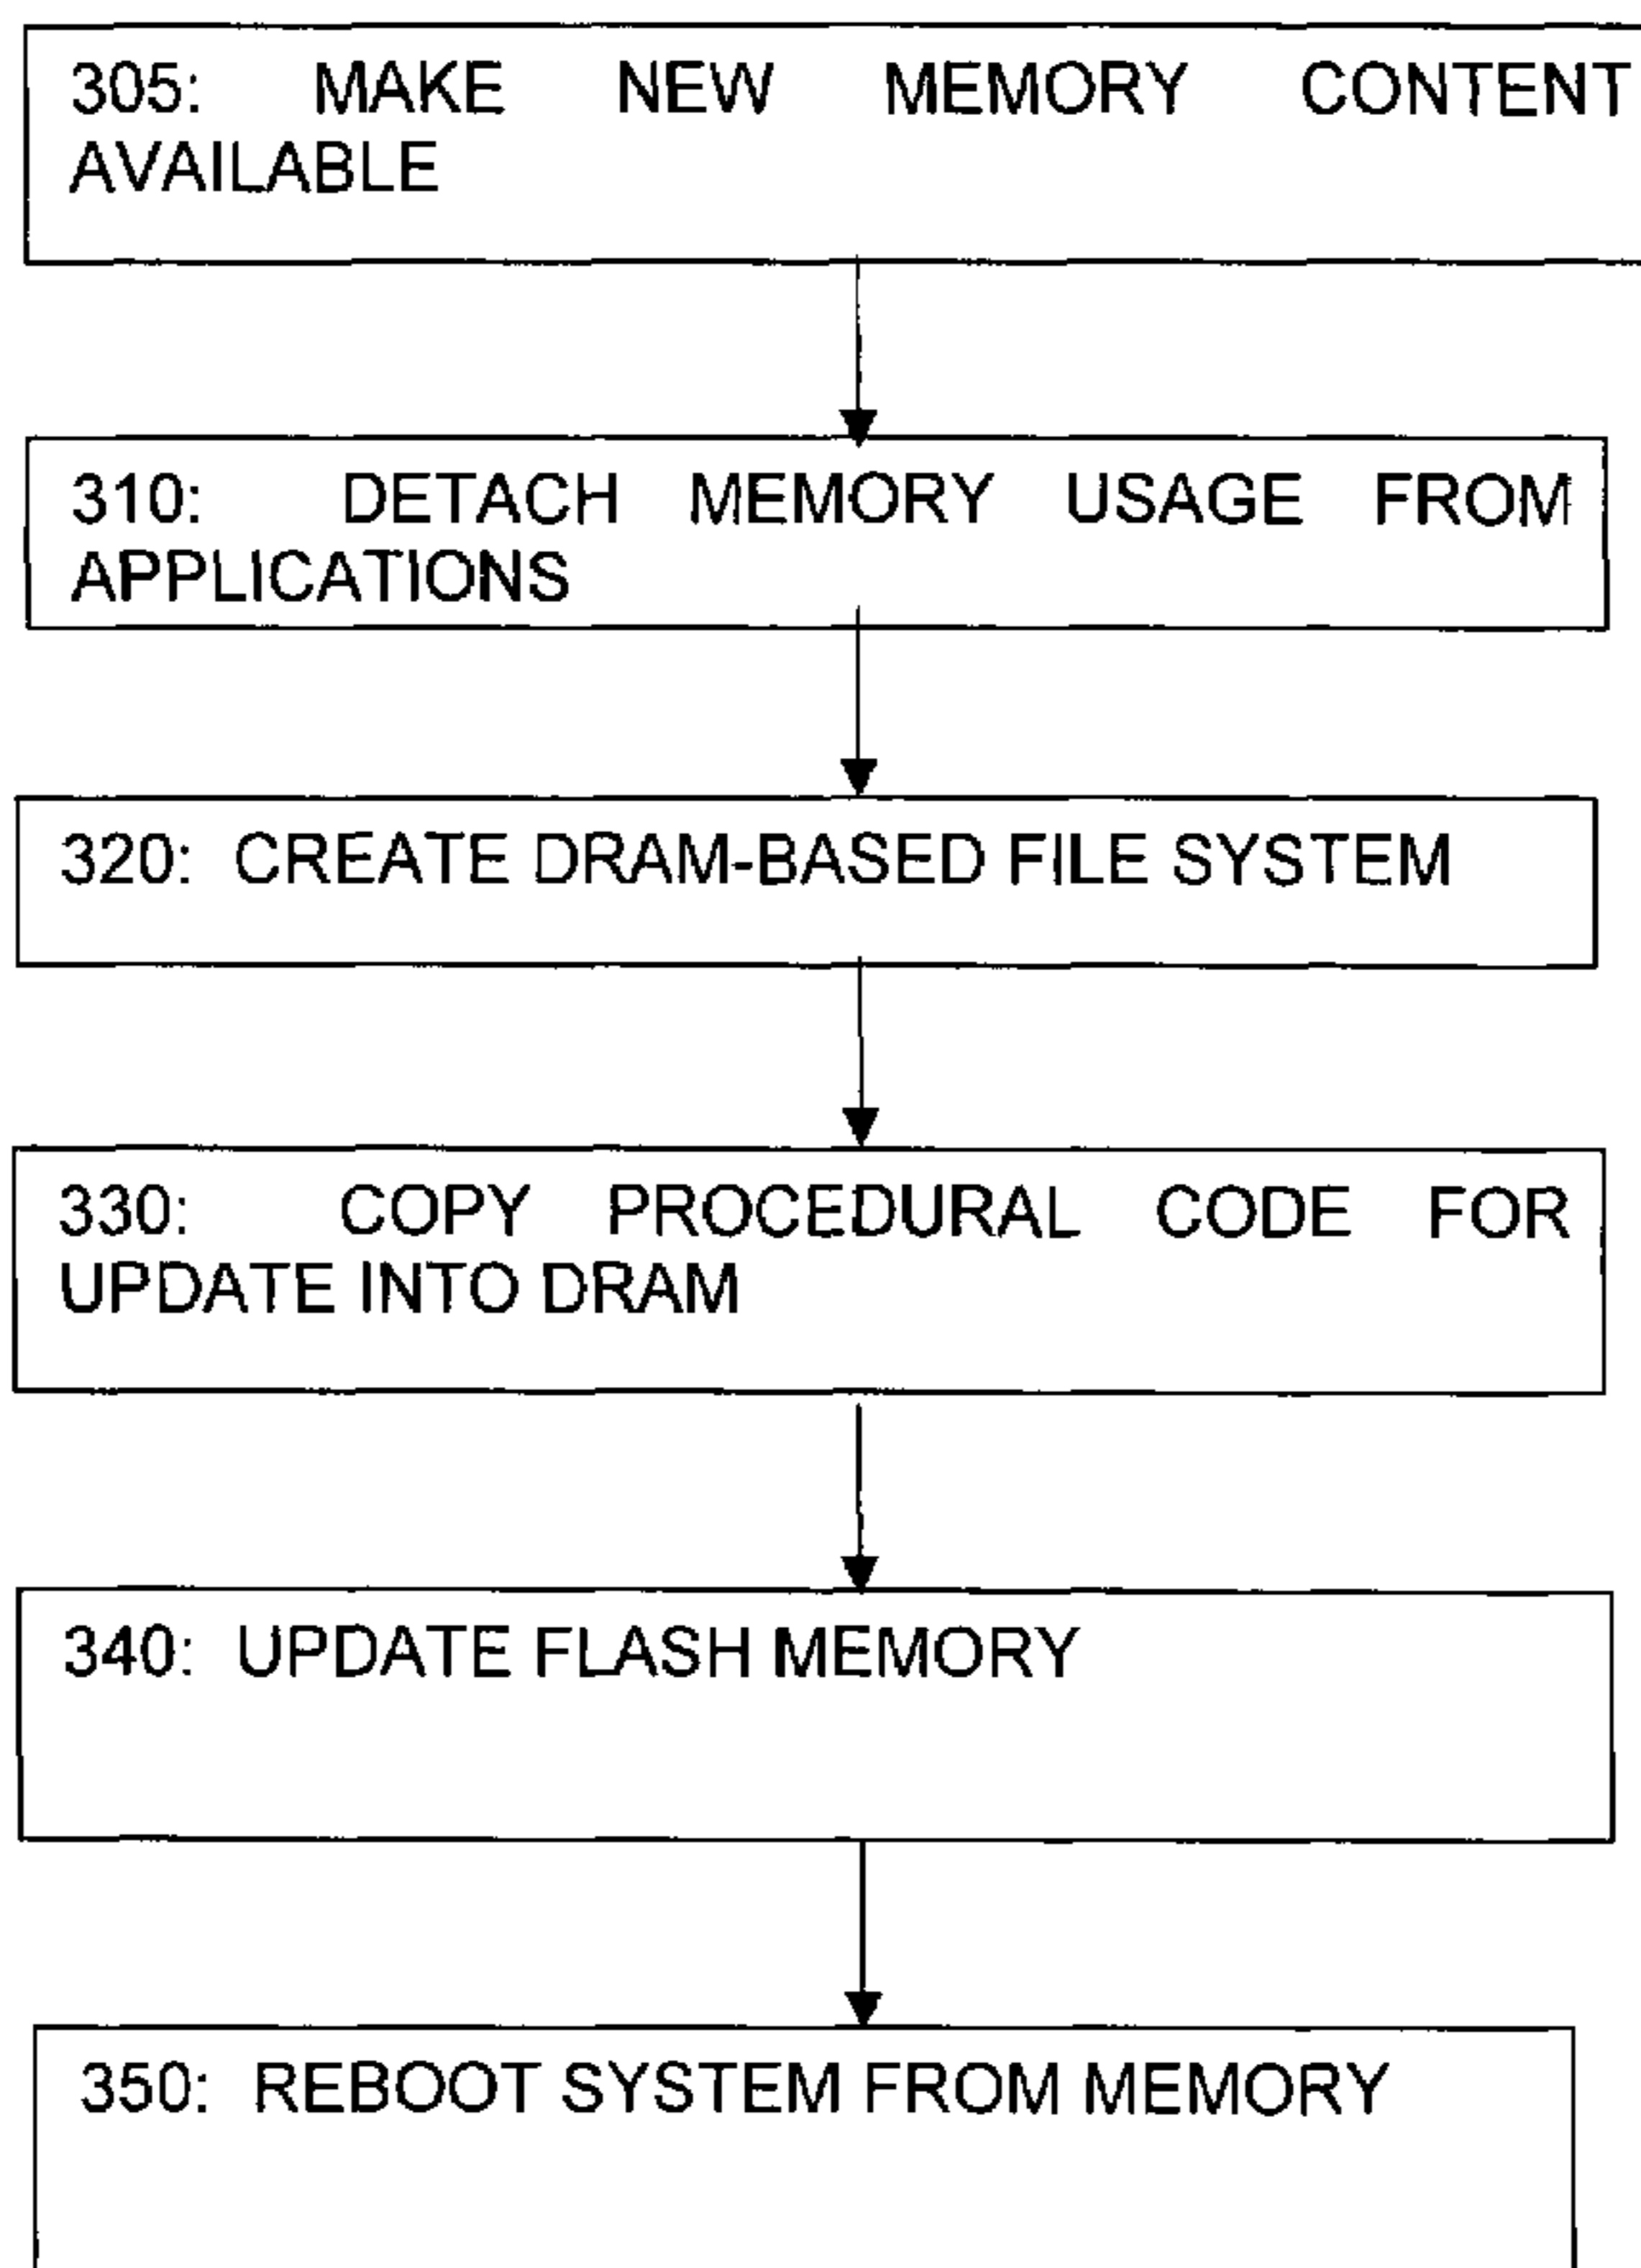 305: MAKE NEW MEMORY CONTENT
AVAILABLE
310: DETACH MEMORY USAGE FROM
APPLICATIONS
320: CREATE DRAM-BASED FILE SYSTEM
330: COPY PROCEDURAL CODE FOR
UPDATE INTO DRAM
340: UPDATE FLASH MEMORY
350: REBOOT SYSTEM FROM MEMORY